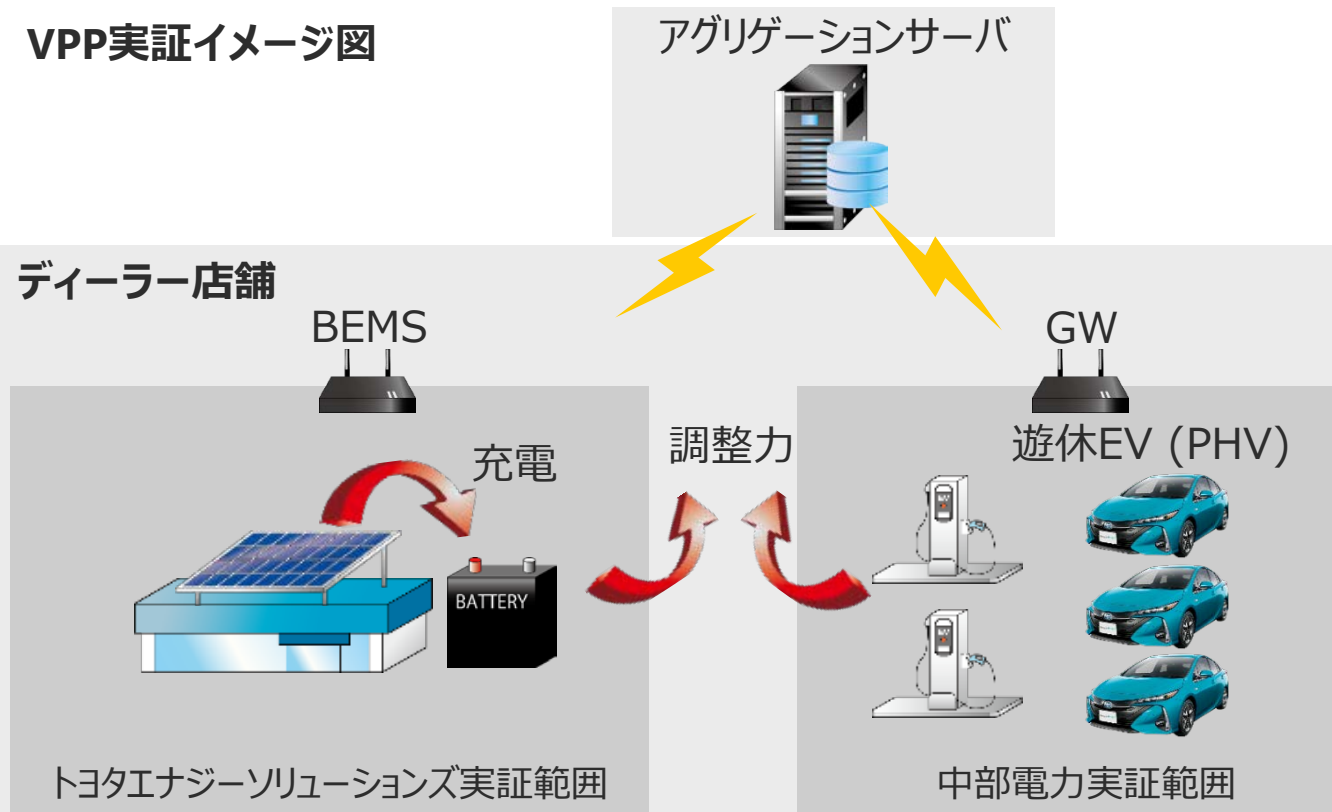 VPP実証イメージ図
アグリゲーションサーバ
ディーラー店舗
BEMS
GW
充電
調整力
遊休EV (PHV)
BATTERY
トヨタエナジーソリューションズ実証範囲
中部電力実証範囲